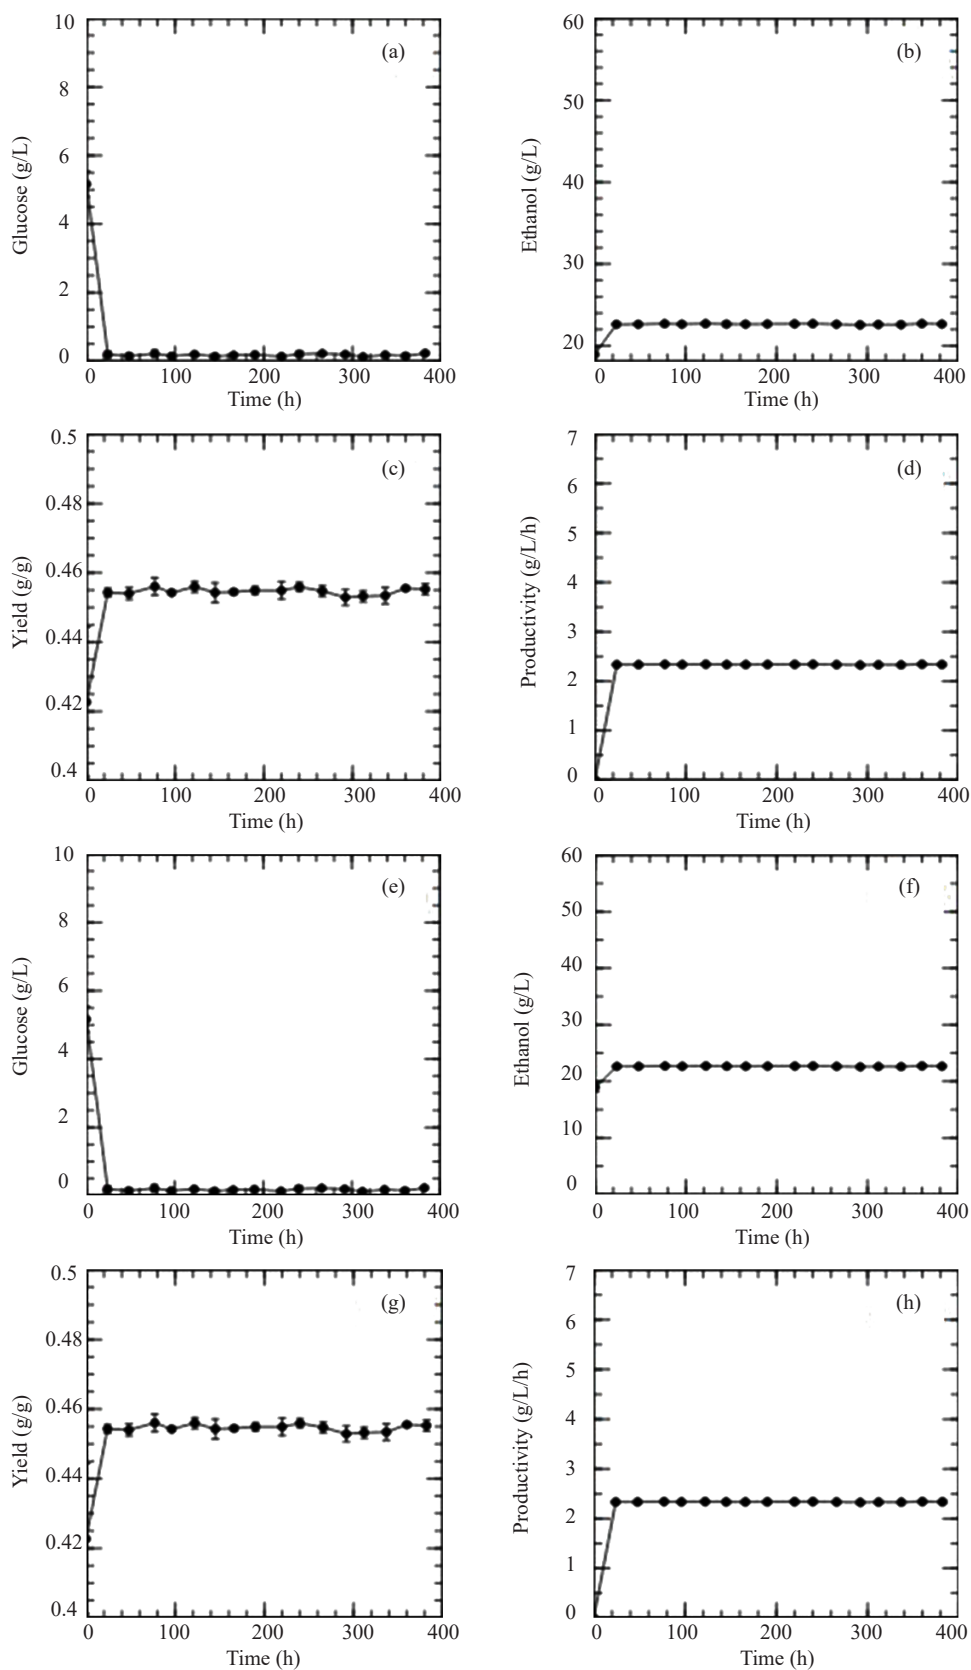 10
8
6
4
2
0
Glucose (g/L)
(a)
0 100 200 300 400
Time (h)
60
50
40
30
20
Ethanol (g/L)
(b)
0 100 200 300 400
Time (h)
0.5
0.48
0.46
0.44
0.42
0.4
Yield (g/g)
(c)
0 100 200 300 400
Time (h)
7
6
5
4
3
2
1
0
Productivity (g/L/h)
(d)
0 100 200 300 400
Time (h)
10
8
6
4
2
0
Glucose (g/L)
(e)
0 100 200 300 400
Time (h)
60
50
40
30
20
10
0
Ethanol (g/L)
(f)
0 100 200 300 400
Time (h)
0.5
0.48
0.46
0.44
0.42
0.4
Yield (g/g)
(g)
0 100 200 300 400
Time (h)
7
6
5
4
3
2
1
0
Productivity (g/L/h)
(h)
0 100 200 300 400
Time (h)